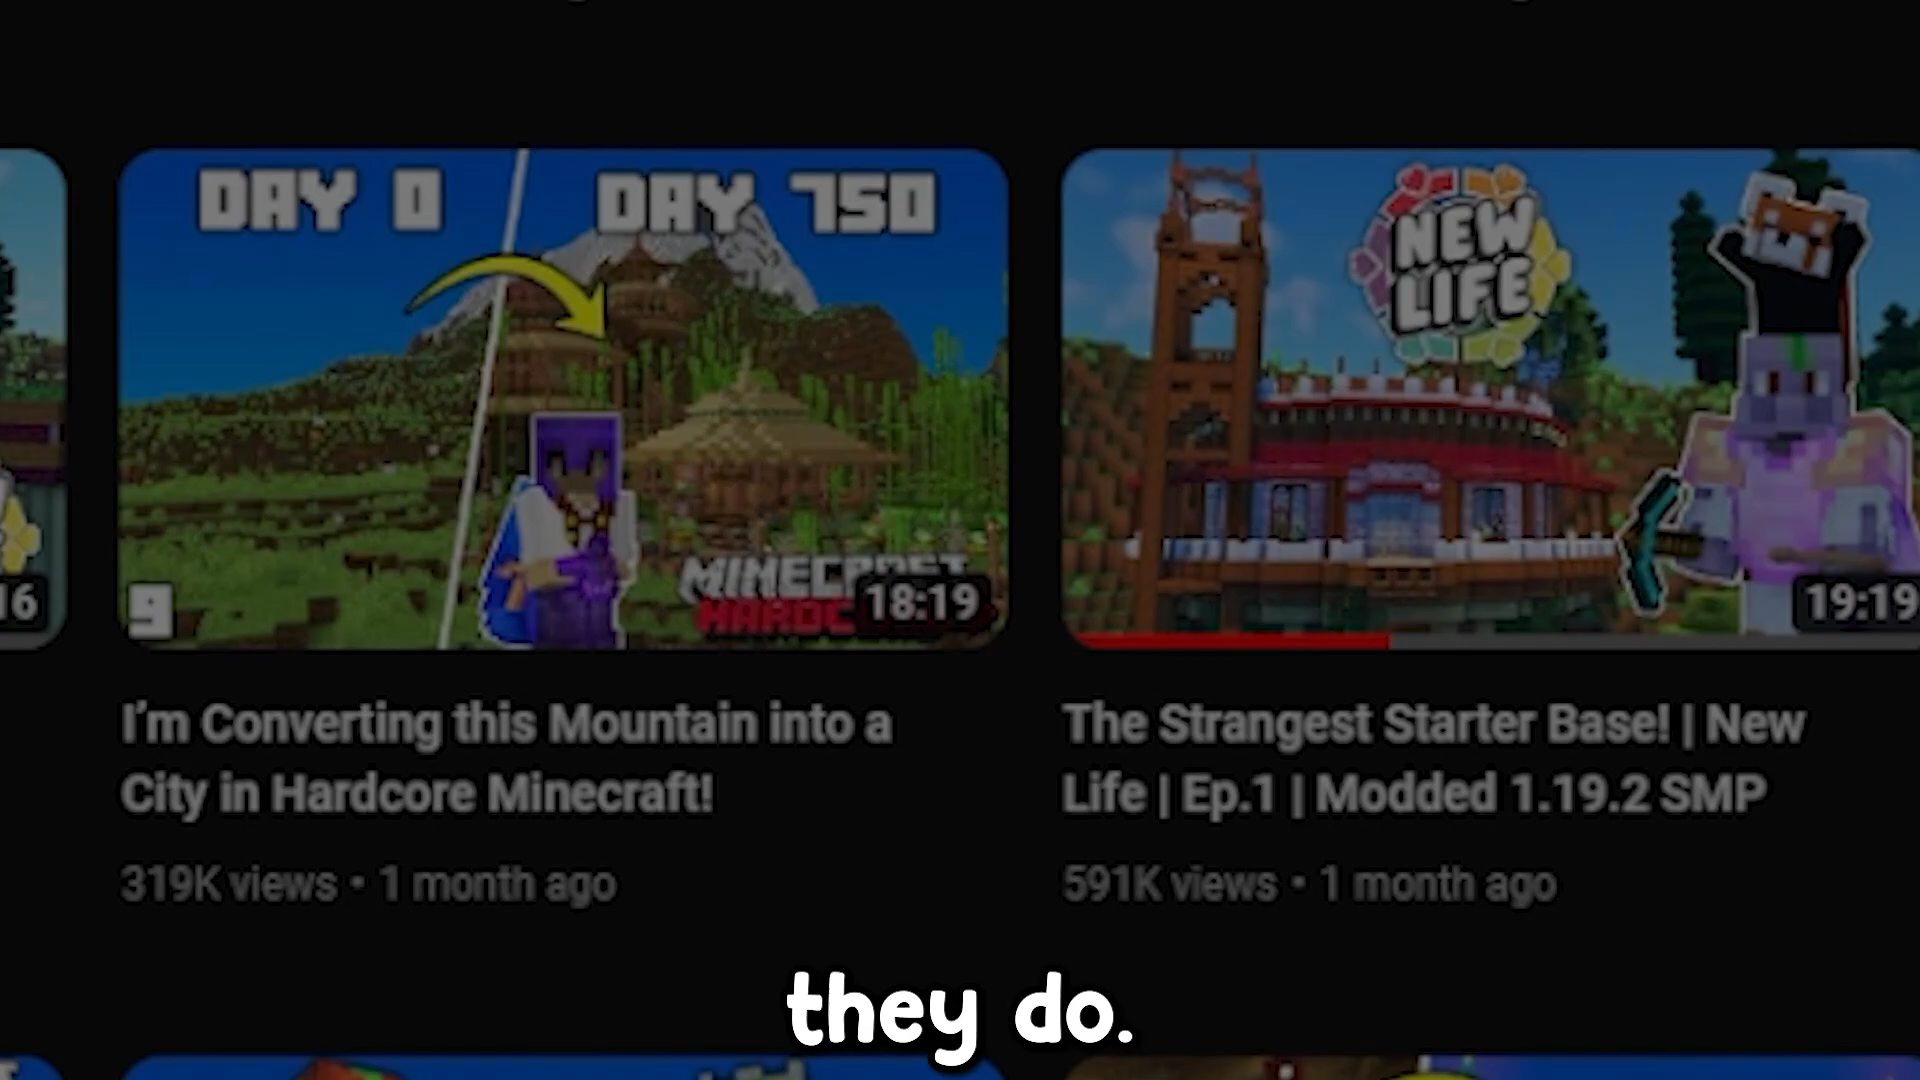 DAY 0 DAY 750
NEW
LIFE
MINECRAFT
HARDC
18:19
19:19
16
9
I'm Converting this Mountain into a
City in Hardcore Minecraft!
319K views • 1 month ago
The Strangest Starter Base! | New
Life | Ep.1 | Modded 1.19.2 SMP
591K views • 1 month ago
they do.